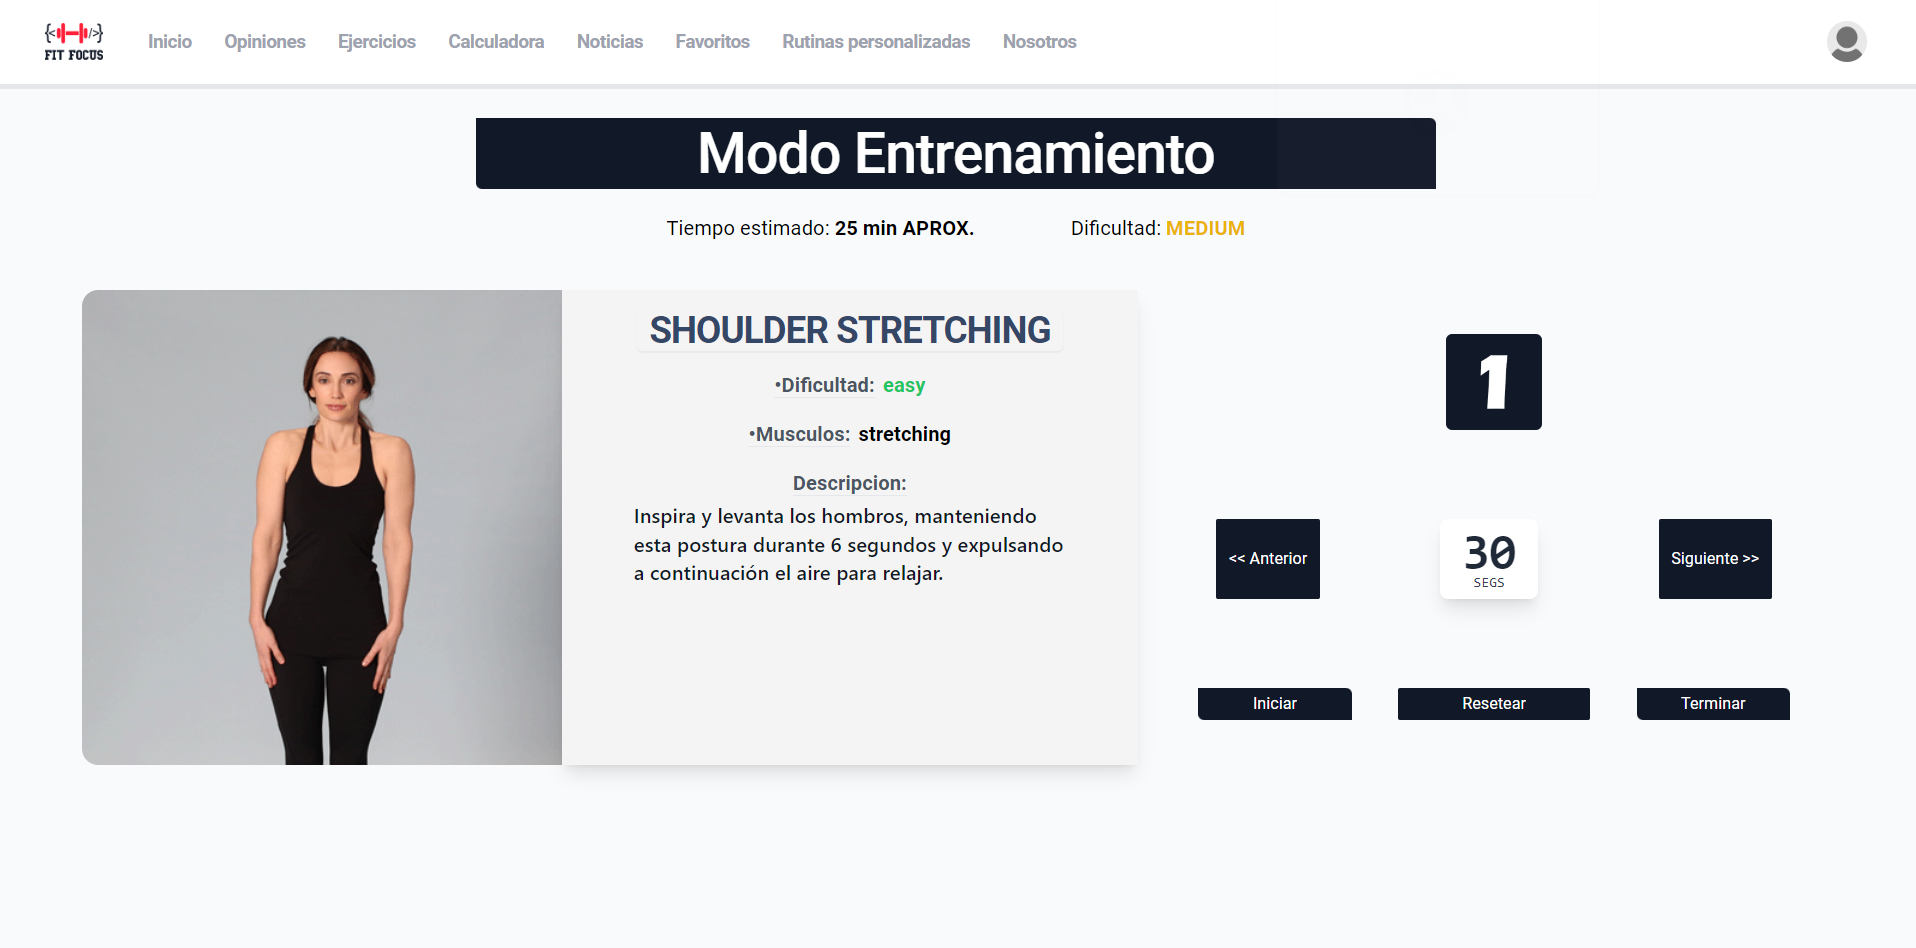 {< />}
FIT FOCUS
Inicio Opiniones Ejercicios Calculadora Noticias Favoritos Rutinas personalizadas Nosotros
Modo Entrenamiento
Tiempo estimado: 25 min APROX. Dificultad: MEDIUM
SHOULDER STRETCHING
•Dificultad: easy
•Musculos: stretching
Descripcion:
Inspira y levanta los hombros, manteniendo
esta postura durante 6 segundos y expulsando
a continuación el aire para relajar.
1
<< Anterior
30
SEGS
Siguiente >>
Iniciar Resetear Terminar